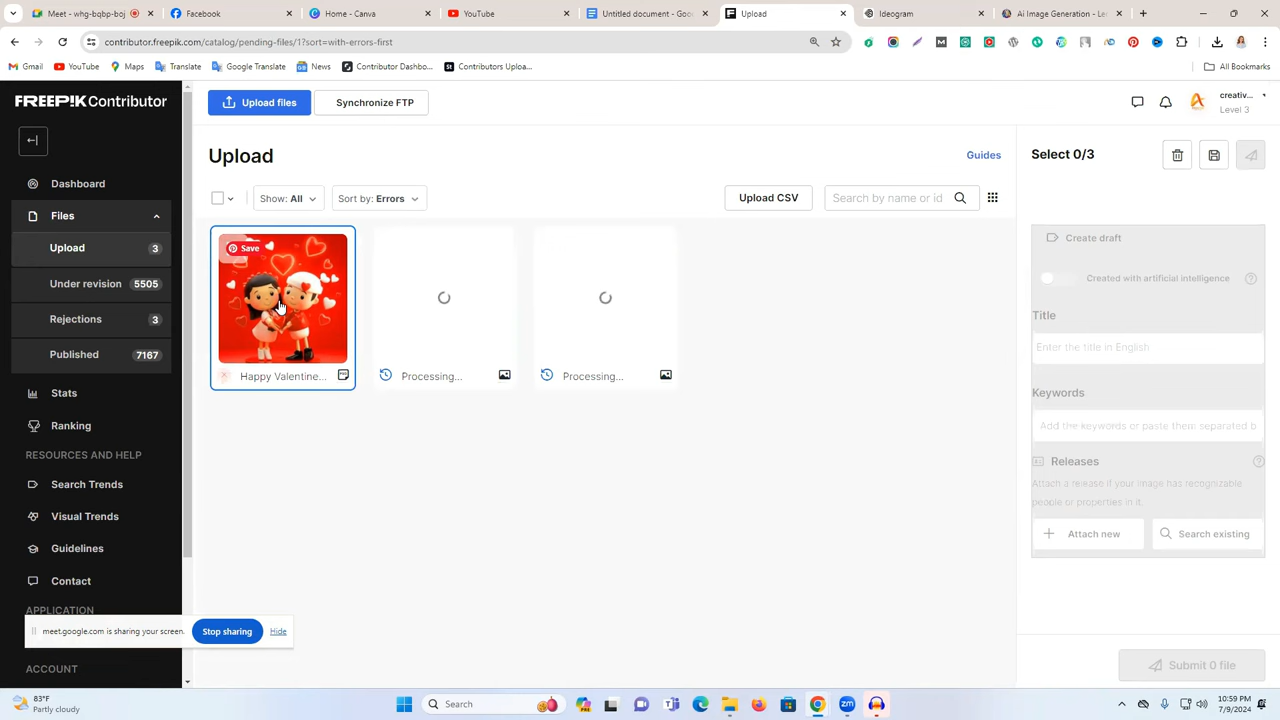 Meet - whg-bqbp-boj
Facebook
Home - Canva
YouTube
Untitled document - Goo
Upload
Ideogram
Ai Image Generation - Le
contributor.freepik.com/catalog/pending-files/1?sort=with-errors-first
Gmail
YouTube
Maps
Translate
Google Translate
News
Contributor Dashbo...
Contributors Uploa...
All Bookmarks
FREEPIK Contributor
Upload files
Synchronize FTP
creativ...
Level 3
Dashboard
Files
Upload 3
Under revision 5505
Rejections 3
Published 7167
Stats
Ranking
RESOURCES AND HELP
Search Trends
Visual Trends
Guidelines
Contact
APPLICATION
ACCOUNT
Upload
Guides
Show: All
Sort by: Errors
Upload CSV
Search by name or id
Save
Happy Valentine...
Processing...
Processing...
Select 0/3
Create draft
Created with artificial intelligence
Title
Enter the title in English
Keywords
Add the keywords or paste them separated b
Releases
Attach a release if your image has recognizable
people or properties in it.
Attach new
Search existing
Submit 0 file
meet.google.com is sharing your screen.
Stop sharing
Hide
83°F
Partly cloudy
Search
10:59 PM
7/9/2024